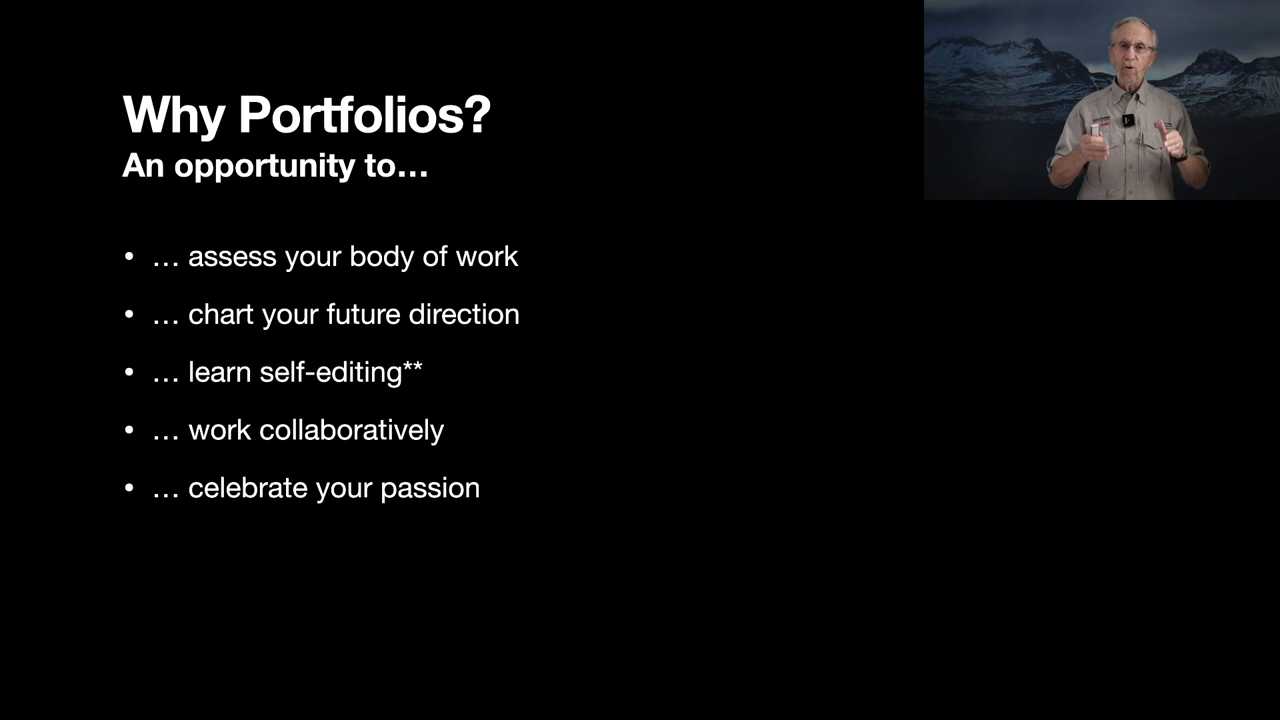 Why Portfolios?
An opportunity to…
• … assess your body of work
• … chart your future direction
• … learn self-editing**
• … work collaboratively
• … celebrate your passion